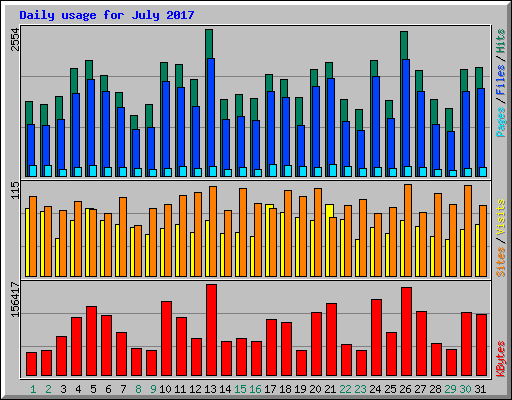 Daily usage for July 2017
2554
Pages / Files / Hits
115
Sites / Visits
156417
KBytes
1 2 3 4 5 6 7 8 9 10 11 12 13 14 15 16 17 18 19 20 21 22 23 24 25 26 27 28 29 30 31